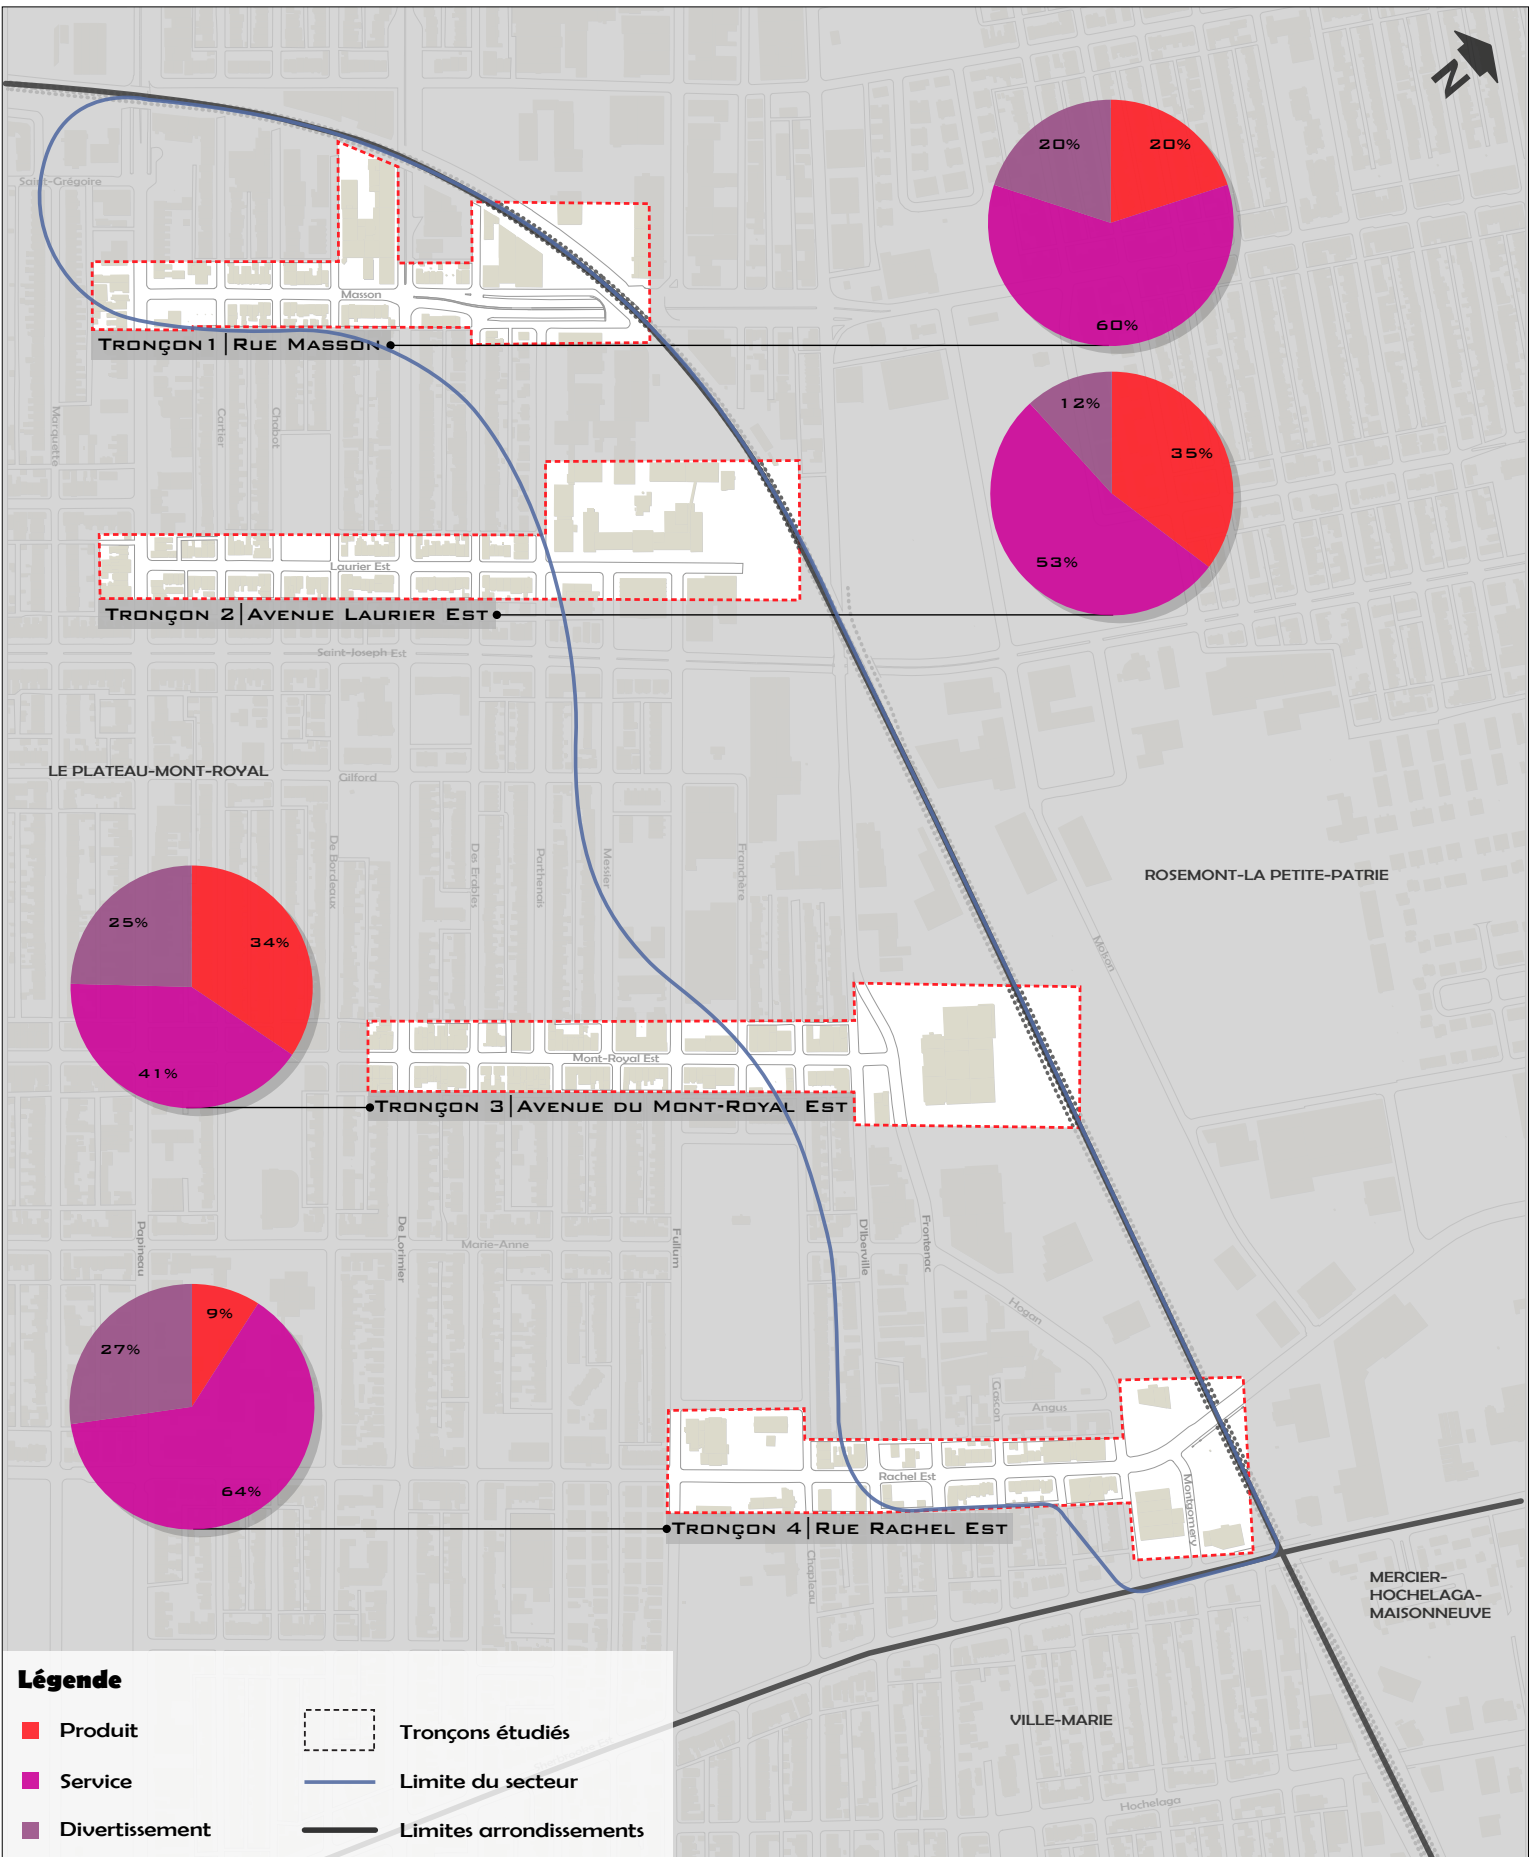 N
20%
20%
60%
Saint-Grégoire
Masson
TRONÇON 1|RUE MASSON
12%
35%
53%
Marquette
Cartier
Chabot
Laurier Est
TRONÇON 2|AVENUE LAURIER EST
Saint-Joseph Est
LE PLATEAU-MONT-ROYAL
Gilford
De Bordeaux
Des Erables
Parthenais
Messier
Franchère
ROSEMONT-LA PETITE-PATRIE
Molson
25%
34%
41%
Mont-Royal Est
TRONÇON 3|AVENUE DU MONT-ROYAL EST
Papineau
De Lorimier
Marie-Anne
Fullum
D'Iberville
Frontenac
Hogan
9%
27%
64%
Gascon
Angus
Rachel Est
Montgomery
TRONÇON 4|RUE RACHEL EST
Chapleau
MERCIER-
HOCHELAGA-
MAISONNEUVE
VILLE-MARIE
Hochelaga
Légende
Produit
Service
Divertissement
Tronçons étudiés
Limite du secteur
Limites arrondissements